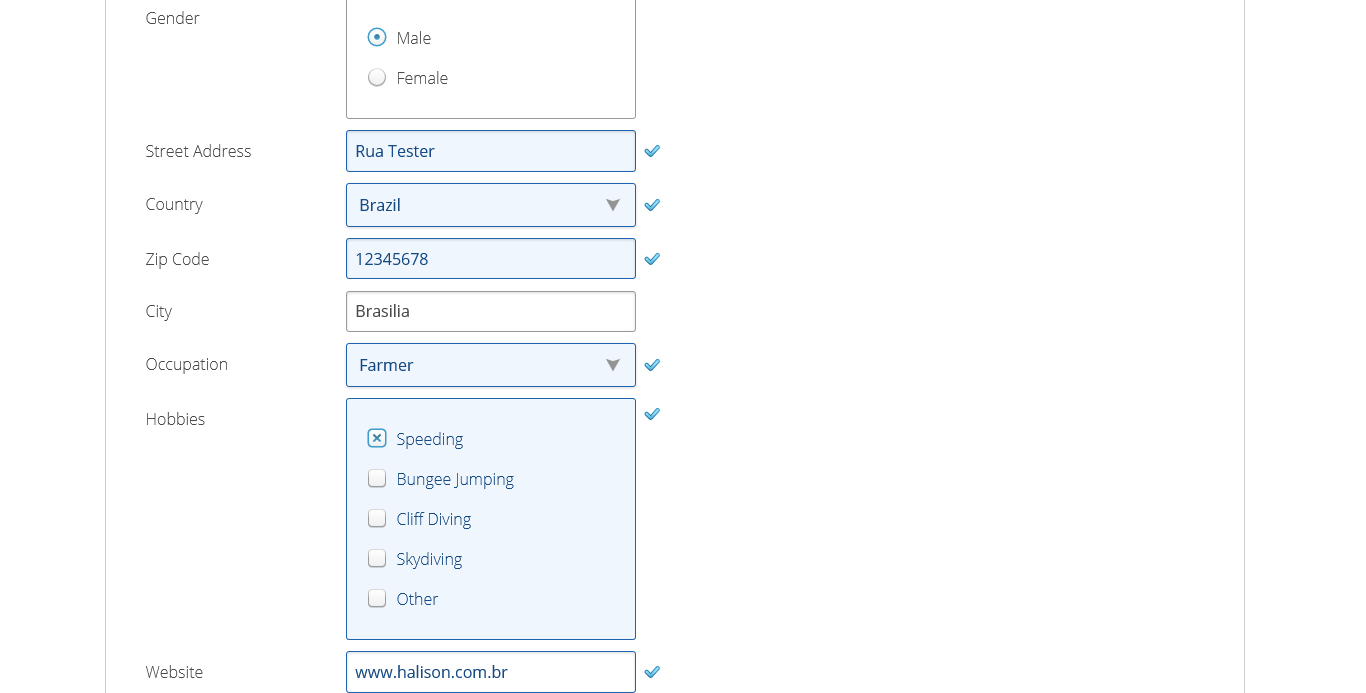 Gender
Male
Female
Street Address Rua Tester
Country Brazil
Zip Code 12345678
City Brasilia
Occupation Farmer
Hobbies
Speeding
Bungee Jumping
Cliff Diving
Skydiving
Other
Website www.halison.com.br